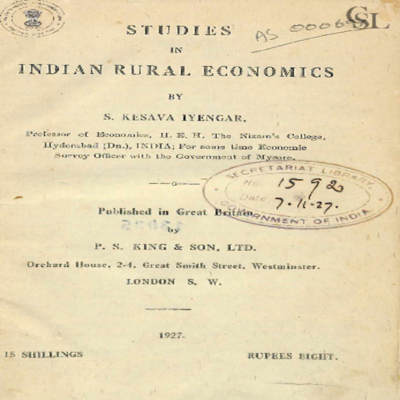 AS 0006
CSL
STUDIES
IN
INDIAN RURAL ECONOMICS
BY
S. KESAVA IYENGAR,
Professor of Economics, H. E. H. The Nizam's College,
Hyderabad (Dn.), INDIA; For some time Economic
Survey Officer with the Government of Mysore.
SECRETARIAT LIBRARY
No. 1592
Date 7-11-27.
GOVERNMENT OF INDIA
Published in Great Britain
by
P. S. KING & SON, LTD.
Orchard House, 2-4, Great Smith Street, Westminster.
LONDON S. W.
1927.
15 SHILLINGS
RUPEES EIGHT.